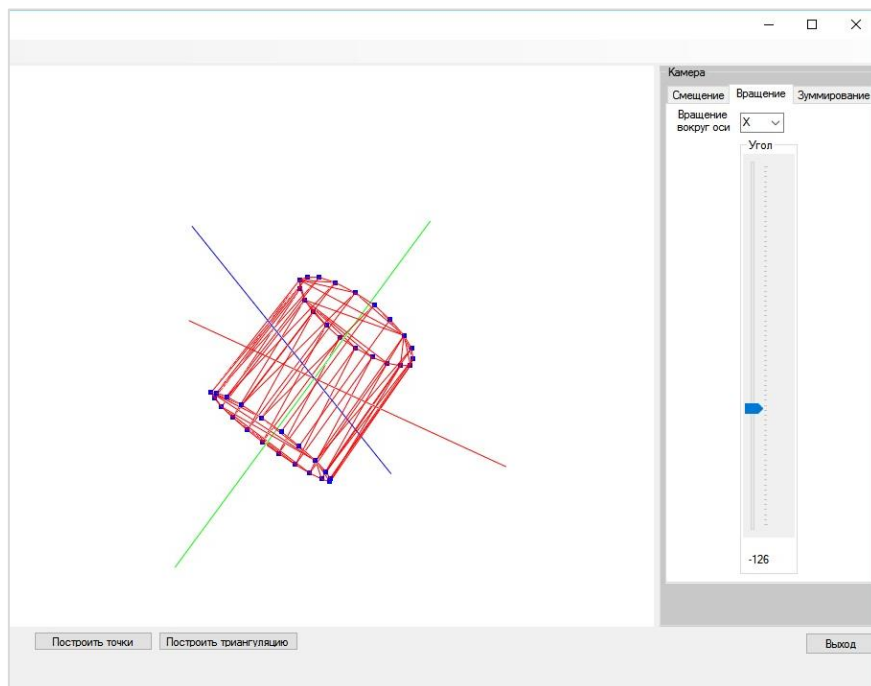 Камера
Смещение Вращение Зуммирование
Вращение
вокруг оси X
Угол
-126
Построить точки Построить триангуляцию Выход